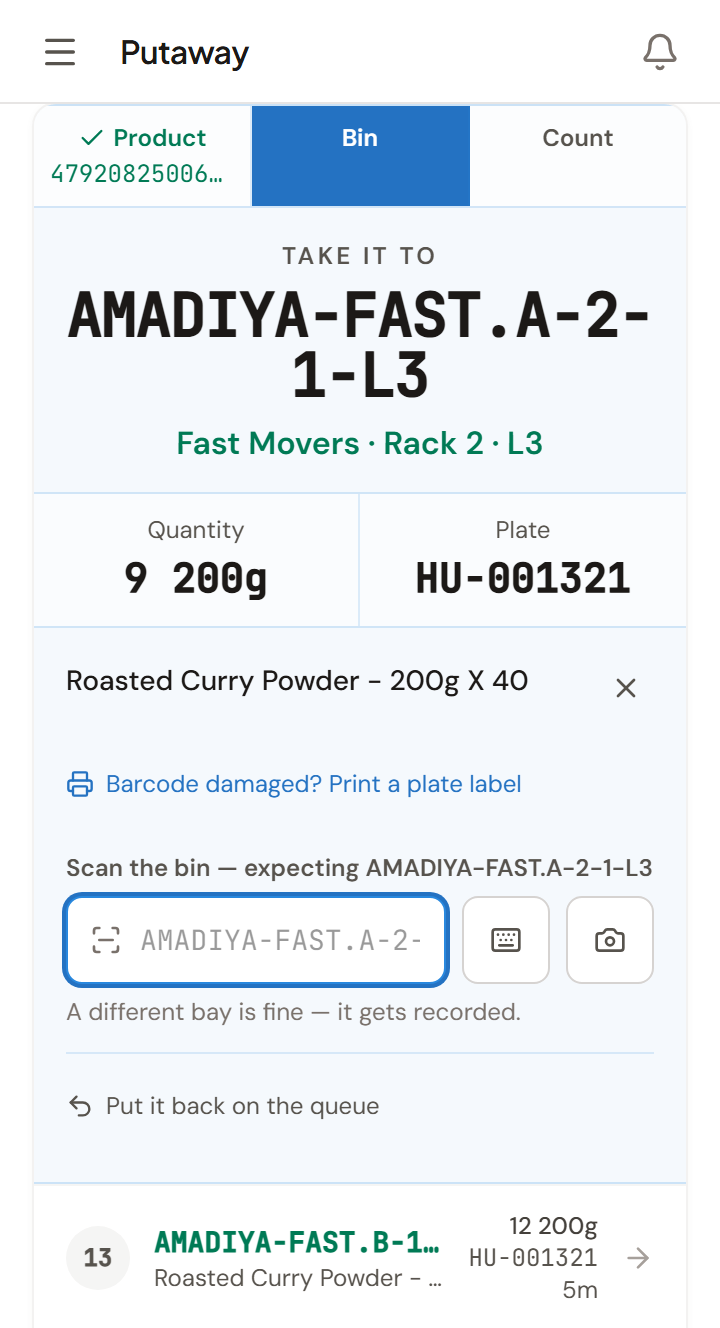 Putaway
Product
47920825006…
Bin
Count
TAKE IT TO
AMADIYA-FAST.A-2-
1-L3
Fast Movers · Rack 2 · L3
Quantity
9 200g
Plate
HU-001321
Roasted Curry Powder - 200g X 40
Barcode damaged? Print a plate label
Scan the bin — expecting AMADIYA-FAST.A-2-1-L3
AMADIYA-FAST.A-2-
A different bay is fine — it gets recorded.
Put it back on the queue
13
AMADIYA-FAST.B-1…
Roasted Curry Powder - …
12 200g
HU-001321
5m